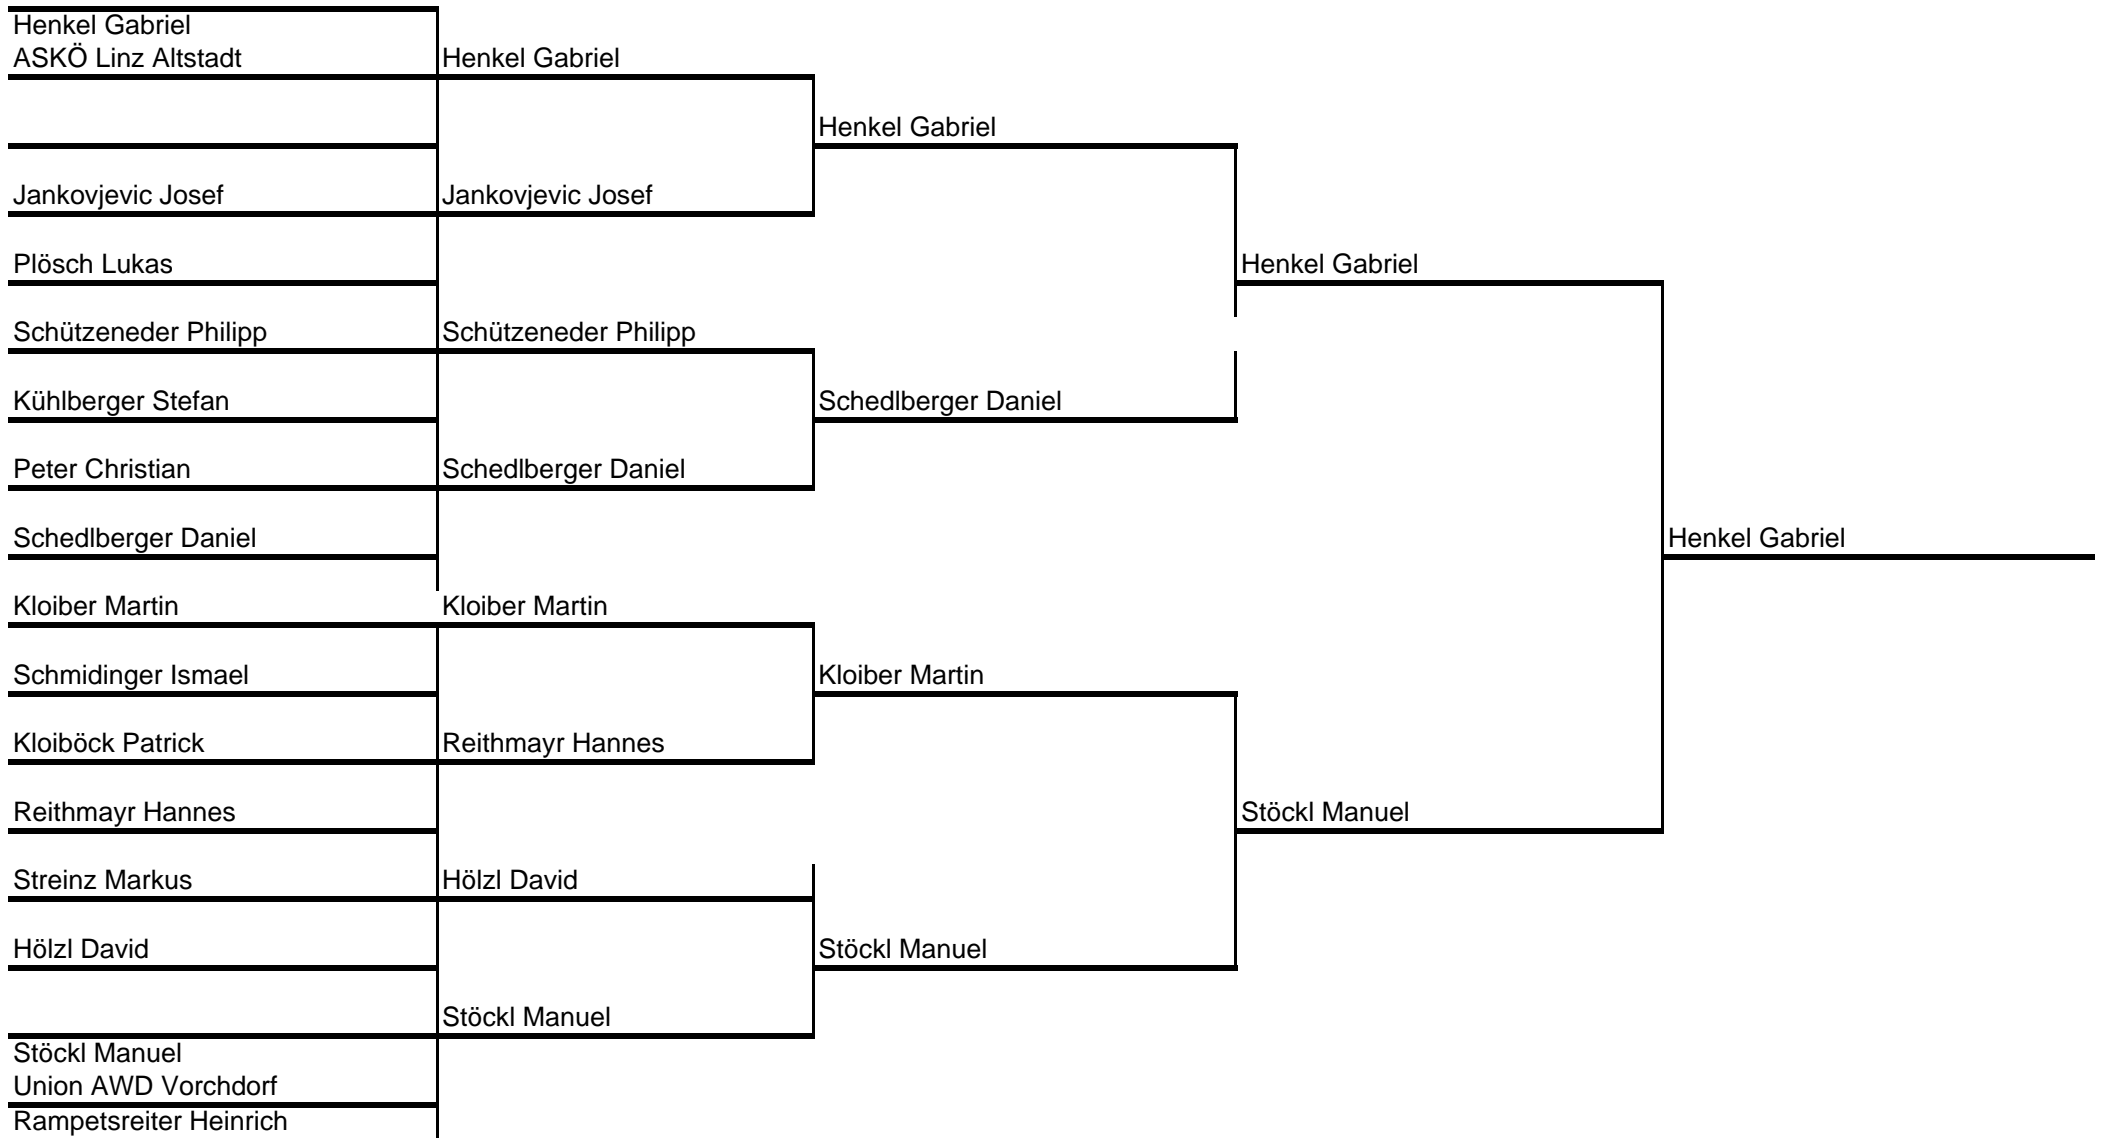 Henkel Gabriel
ASKÖ Linz Altstadt
Henkel Gabriel
Henkel Gabriel
Jankovjevic Josef
Jankovjevic Josef
Plösch Lukas
Henkel Gabriel
Schützeneder Philipp
Schützeneder Philipp
Kühlberger Stefan
Schedlberger Daniel
Peter Christian
Schedlberger Daniel
Schedlberger Daniel
Henkel Gabriel
Kloiber Martin
Kloiber Martin
Schmidinger Ismael
Kloiber Martin
Kloiböck Patrick
Reithmayr Hannes
Reithmayr Hannes
Stöckl Manuel
Streinz Markus
Hölzl David
Hölzl David
Stöckl Manuel
Stöckl Manuel
Stöckl Manuel
Union AWD Vorchdorf
Rampetsreiter Heinrich